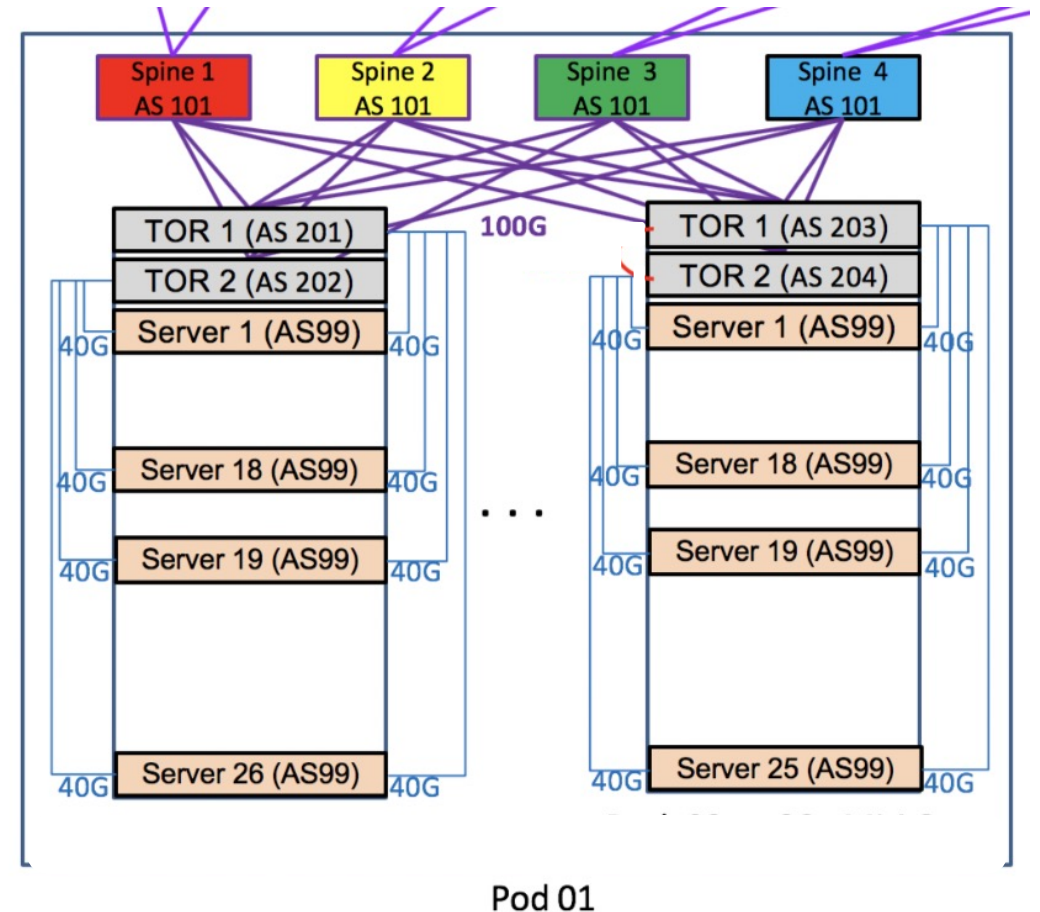 Spine 1
AS 101
Spine 2
AS 101
Spine 3
AS 101
Spine 4
AS 101
100G
TOR 1 (AS 201)
TOR 2 (AS 202)
Server 1 (AS99)
40G
40G
Server 18 (AS99)
40G
40G
Server 19 (AS99)
40G
40G
Server 26 (AS99)
40G
40G
. . .
TOR 1 (AS 203)
TOR 2 (AS 204)
Server 1 (AS99)
40G
40G
Server 18 (AS99)
40G
40G
Server 19 (AS99)
40G
40G
Server 25 (AS99)
40G
40G
Pod 01